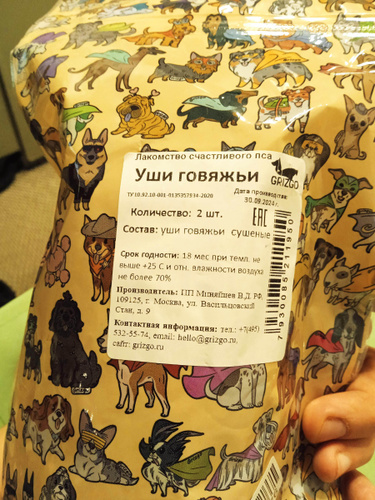 Лакомство счастливого пса
GRIZGO
Уши говяжьи
Дата производства:
30.09.2024 г.
Количество: 2 шт.
EAC
Состав: уши говяжьи сушеные
Срок годности: 18 мес при темп. не
выше +25 С и отн. влажности воздуха
не более 70%
Производитель: ИП Миняйцев В.Д. РФ,
109125, г. Москва, ул. Васильцовский
Стан, д. 9
Контактная информация: тел.: +7(495)
532-55-74, email: hello@grizgo.ru,
сайт: grizgo.ru
7930085211950